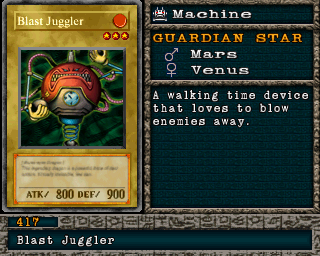 Blast Juggler
ATK/ 800 DEF/ 900
Machine
GUARDIAN STAR
♂ Mars
♀ Venus
A walking time device
that loves to blow
enemies away.
417
Blast Juggler